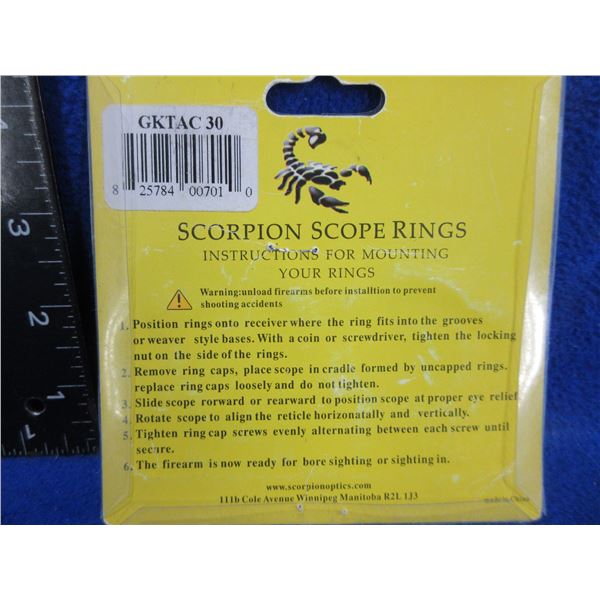 GKTAC 30
8 25784 00701 0
SCORPION SCOPE RINGS
INSTRUCTIONS FOR MOUNTING
YOUR RINGS
Warning:unload firearms before installtion to prevent
shooting accidents
1. Position rings onto receiver where the ring fits into the grooves
or weaver style bases. With a coin or screwdriver, tighten the locking
nut on the side of the rings.
2. Remove ring caps, place scope in cradle formed by uncapped rings.
replace ring caps loosely and do not tighten.
3. Slide scope rorward or rearward to position scope at proper eye relief
4. Rotate scope to align the reticle horizonatally and vertically.
5. Tighten ring cap screws evenly alternating between each screw until
secure.
6. The firearm is now ready for bore sighting or sighting in.
www.scorpionoptics.com
111b Cole Avenue Winnipeg Manitoba R2L 1J3
made in China
3
2
1